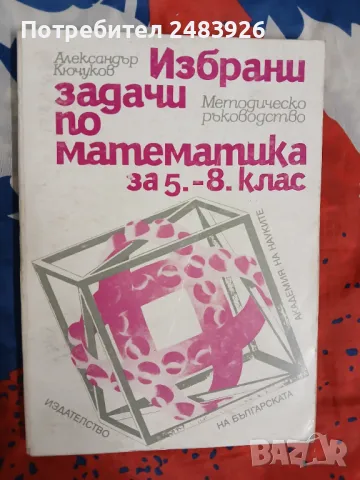 Потребител 2483926
Александър
Кючуков
Избрани
задачи
Методическо
ръководство
по
математика
за 5.-8. клас
ИЗДАТЕЛСТВО
НА БЪЛГАРСКАТА
АКАДЕМИЯ НА НАУКИТЕ
BAZAR